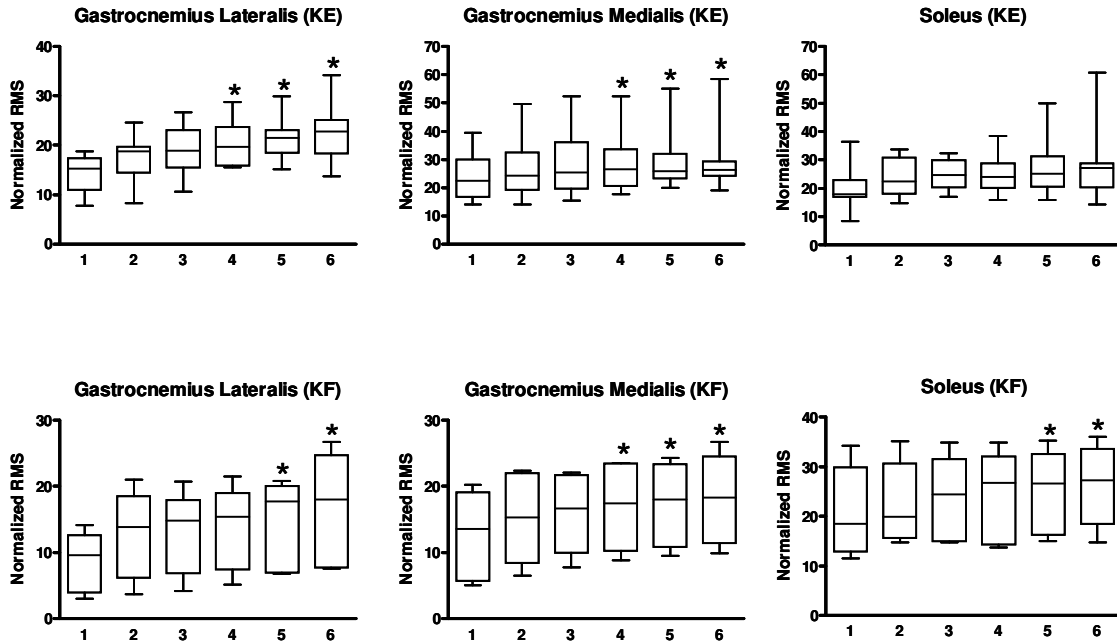 Gastrocnemius Lateralis (KE)
Normalized RMS
40
30
20
10
0
* * *
1 2 3 4 5 6
Gastrocnemius Medialis (KE)
Normalized RMS
70
60
50
40
30
20
10
0
* * *
1 2 3 4 5 6
Soleus (KE)
Normalized RMS
70
60
50
40
30
20
10
0
1 2 3 4 5 6
Gastrocnemius Lateralis (KF)
Normalized RMS
30
20
10
0
* *
1 2 3 4 5 6
Gastrocnemius Medialis (KF)
Normalized RMS
30
20
10
0
* * *
1 2 3 4 5 6
Soleus (KF)
Normalized RMS
40
30
20
10
0
* *
1 2 3 4 5 6